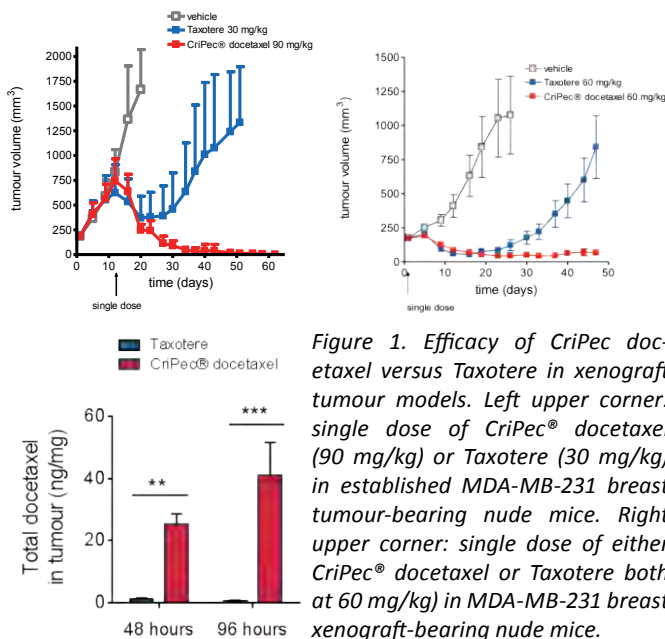 vehicle
Taxotere 30 mg/kg
CriPec® docetaxel 90 mg/kg
2000
1750
1500
1250
1000
750
500
250
0
tumour volume (mm³)
0 10 20 30 40 50 60
time (days)
single dose
vehicle
Taxotere 60 mg/kg
CriPec® docetaxel 60 mg/kg
1500
1250
1000
750
500
250
0
tumour volume (mm³)
0 10 20 30 40 50
time (days)
single dose
Taxotere
CriPec® docetaxel
60
40
20
0
Total docetaxel
in tumour (ng/mg)
**
***
48 hours 96 hours
Figure 1. Efficacy of CriPec doc-
etaxel versus Taxotere in xenograft
tumour models. Left upper corner:
single dose of CriPec® docetaxel
(90 mg/kg) or Taxotere (30 mg/kg)
in established MDA-MB-231 breast
tumour-bearing nude mice. Right
upper corner: single dose of either
CriPec® docetaxel or Taxotere both
at 60 mg/kg) in MDA-MB-231 breast
xenograft-bearing nude mice.